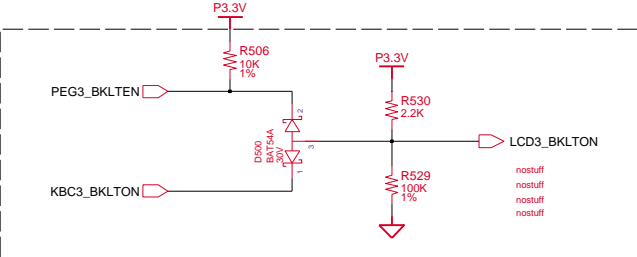 P3.3V
R506
10K
1%
PEG3_BKLTEN
P3.3V
R530
2.2K
2
D500
BAT54A
30V
3
1
LCD3_BKLTON
KBC3_BKLTON
R529
100K
1%
nostuff
nostuff
nostuff
nostuff